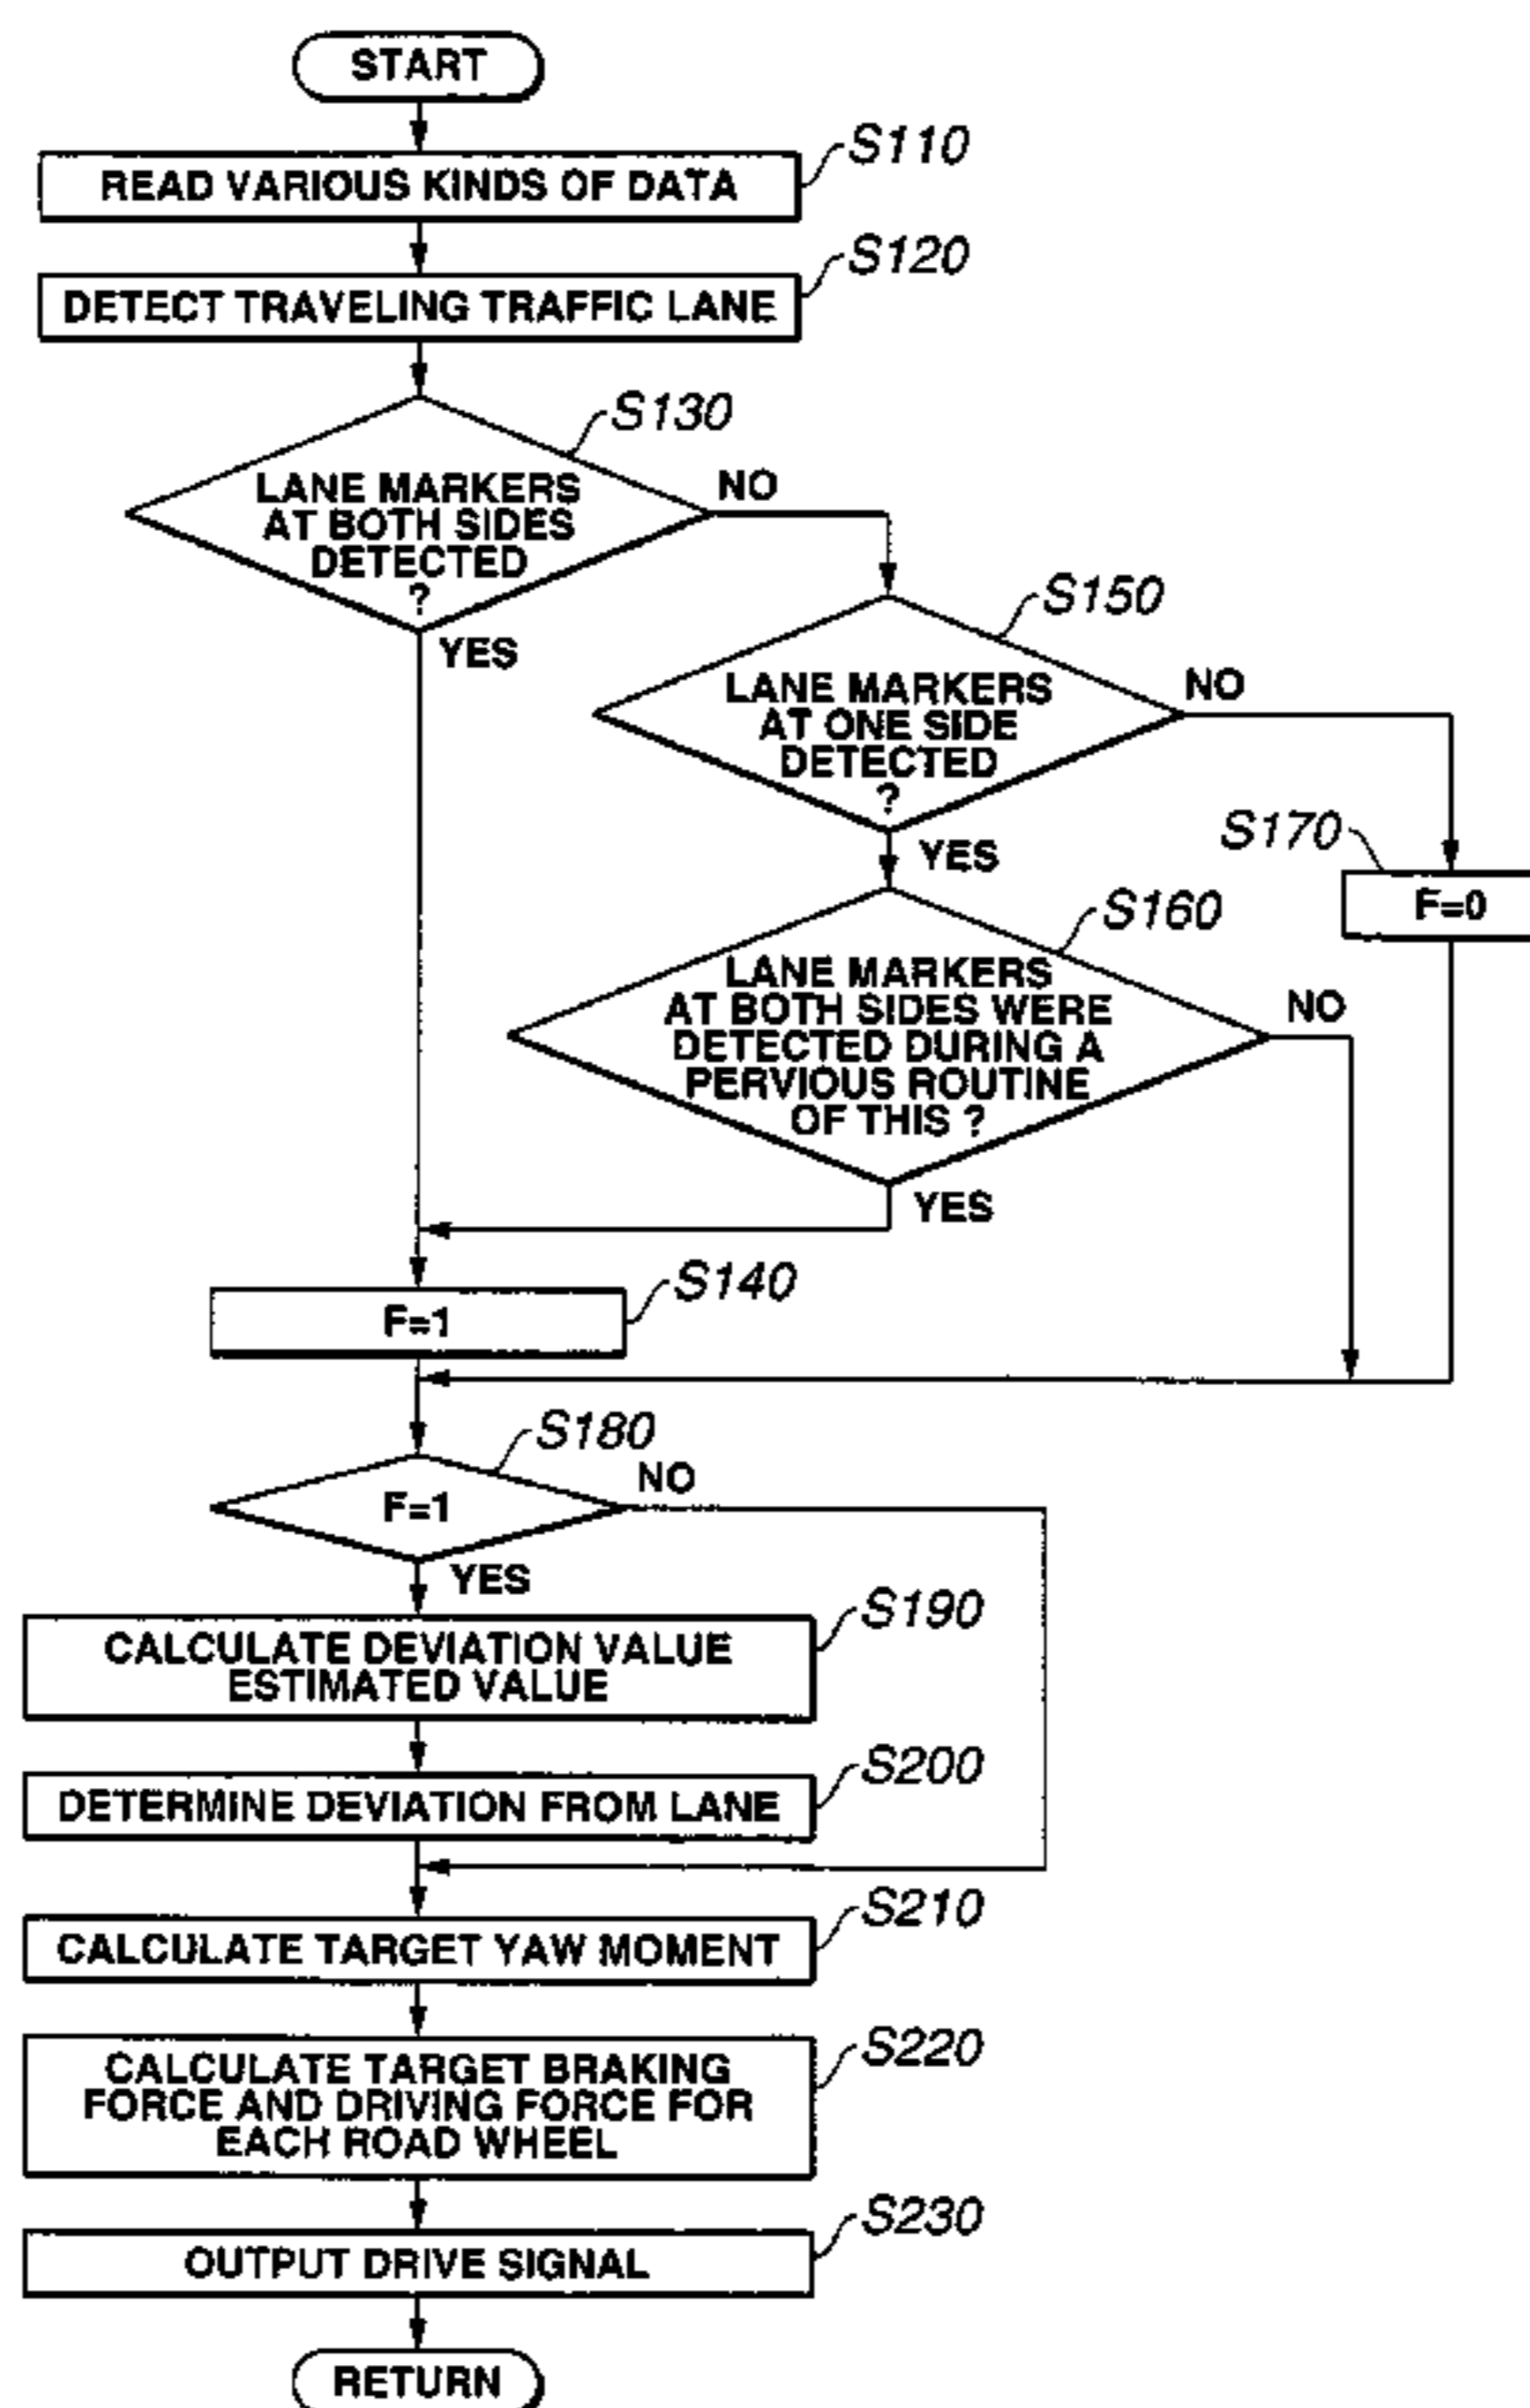 START
S110
READ VARIOUS KINDS OF DATA
S120
DETECT TRAVELING TRAFFIC LANE
S130
LANE MARKERS
AT BOTH SIDES
DETECTED
?
NO
YES
S150
LANE MARKERS
AT ONE SIDE
DETECTED
?
NO
YES
S170
F=0
S160
LANE MARKERS
AT BOTH SIDES WERE
DETECTED DURING A
PERVIOUS ROUTINE
OF THIS ?
NO
YES
S140
F=1
S180
F=1
NO
YES
S190
CALCULATE DEVIATION VALUE
ESTIMATED VALUE
S200
DETERMINE DEVIATION FROM LANE
S210
CALCULATE TARGET YAW MOMENT
S220
CALCULATE TARGET BRAKING
FORCE AND DRIVING FORCE FOR
EACH ROAD WHEEL
S230
OUTPUT DRIVE SIGNAL
RETURN